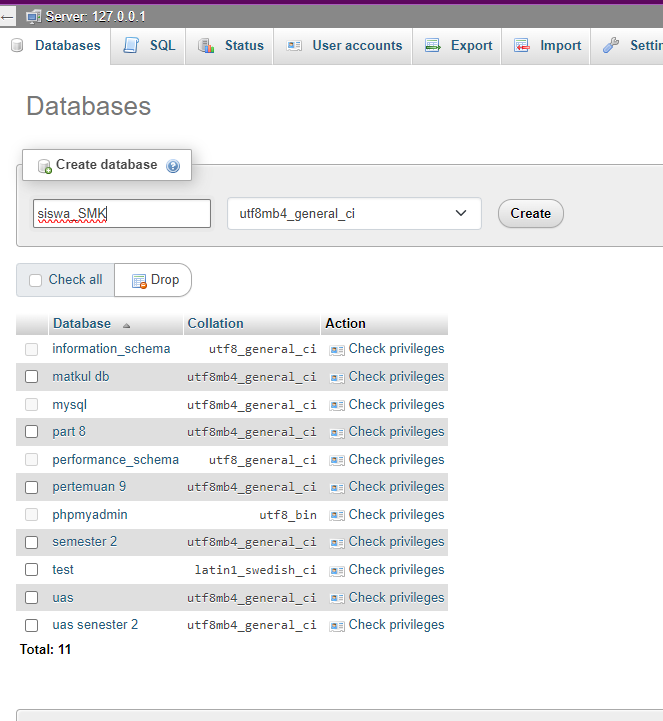 Server: 127.0.0.1
Databases SQL Status User accounts Export Import
Databases
Create database
siswa_SMK utf8mb4_general_ci Create
Check all Drop
Database Collation Action
information_schema utf8_general_ci Check privileges
matkul db utf8mb4_general_ci Check privileges
mysql utf8mb4_general_ci Check privileges
part 8 utf8mb4_general_ci Check privileges
performance_schema utf8_general_ci Check privileges
pertemuan 9 utf8mb4_general_ci Check privileges
phpmyadmin utf8_bin Check privileges
semester 2 utf8mb4_general_ci Check privileges
test latin1_swedish_ci Check privileges
uas utf8mb4_general_ci Check privileges
uas senester 2 utf8mb4_general_ci Check privileges
Total: 11